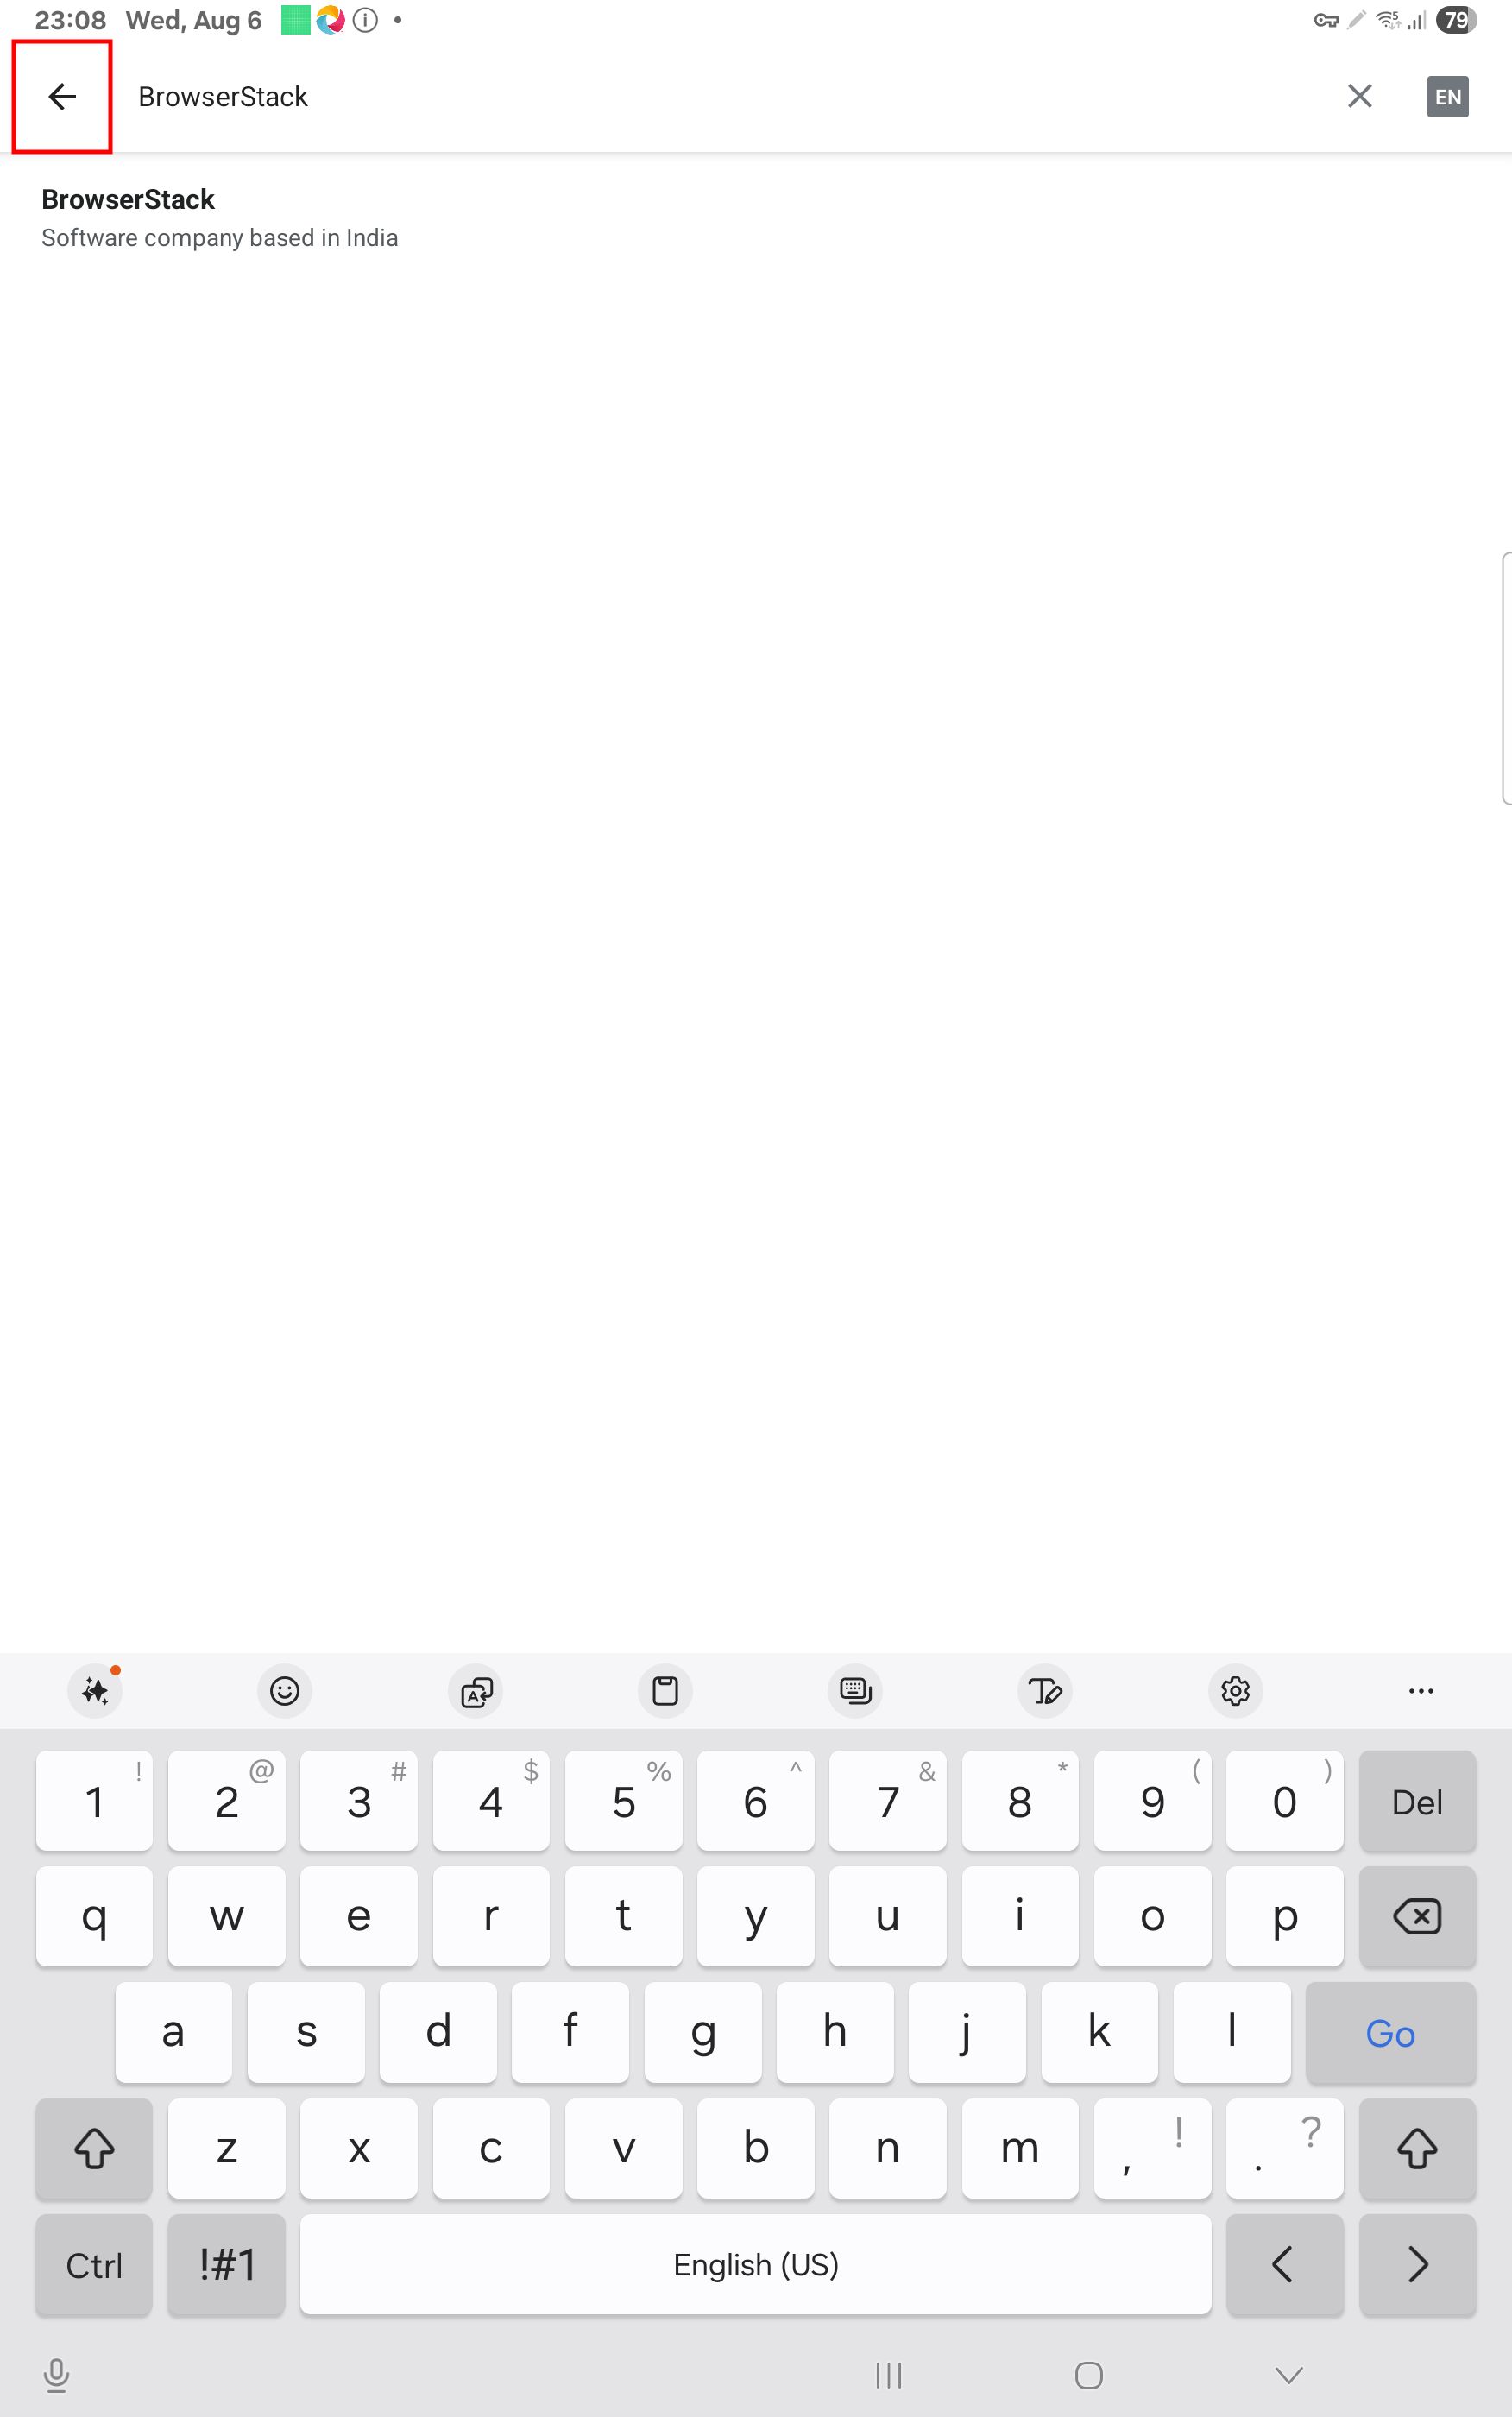 23:08 Wed, Aug 6
79
BrowserStack
EN
BrowserStack
Software company based in India
1 ! 2 @ 3 # 4 $ 5 % 6 ^ 7 & 8 * 9 ( 0 ) Del
q w e r t y u i o p
a s d f g h j k l Go
z x c v b n m , ! . ?
Ctrl !#1 English (US) < >